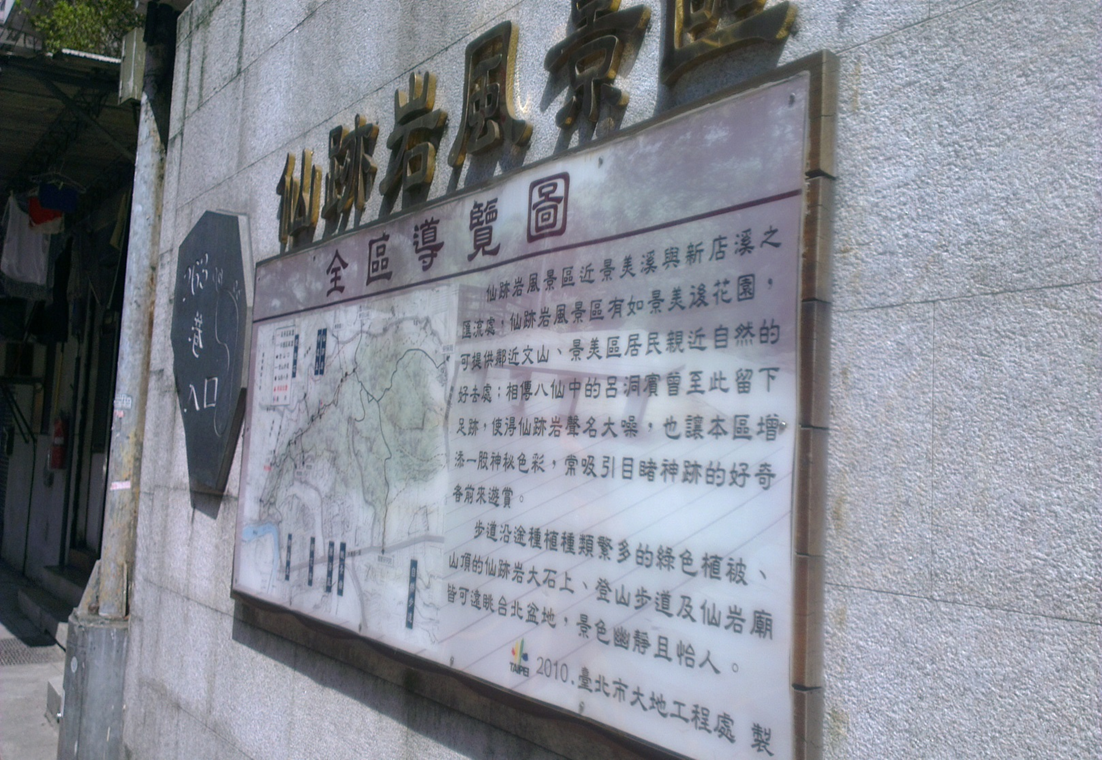 仙跡岩風景區
全區導覽圖
仙跡岩風景區近景美溪與新店溪之
匯流處，仙跡岩風景區有如景美後花園，
可提供鄰近文山、景美區居民親近自然的
好去處；相傳八仙中的呂洞賓曾至此留下
足跡，使得仙跡岩聲名大噪，也讓本區增
添一股神秘色彩，常吸引目睹神跡的好奇
者前來遊賞。
步道沿途種植種類繁多的綠色植被、
山頂的仙跡岩大石上、登山步道及仙岩廟
皆可遠眺台北盆地，景色幽靜且怡人。
TAIPEI 2010.臺北市大地工程處 製
巷
入口